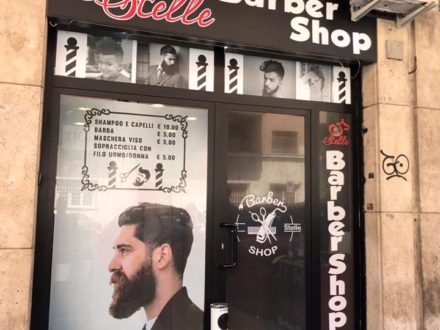 Stelle
Barber
Shop
SHAMPOO E CAPELLI € 10.00
BARBA € 5.00
MASCHERA VISO € 5.00
SOPRACCIGLIA CON
FILO UOMO/DONNA € 5.00
Barber
Stelle
SHOP
Stelle
Barber Shop